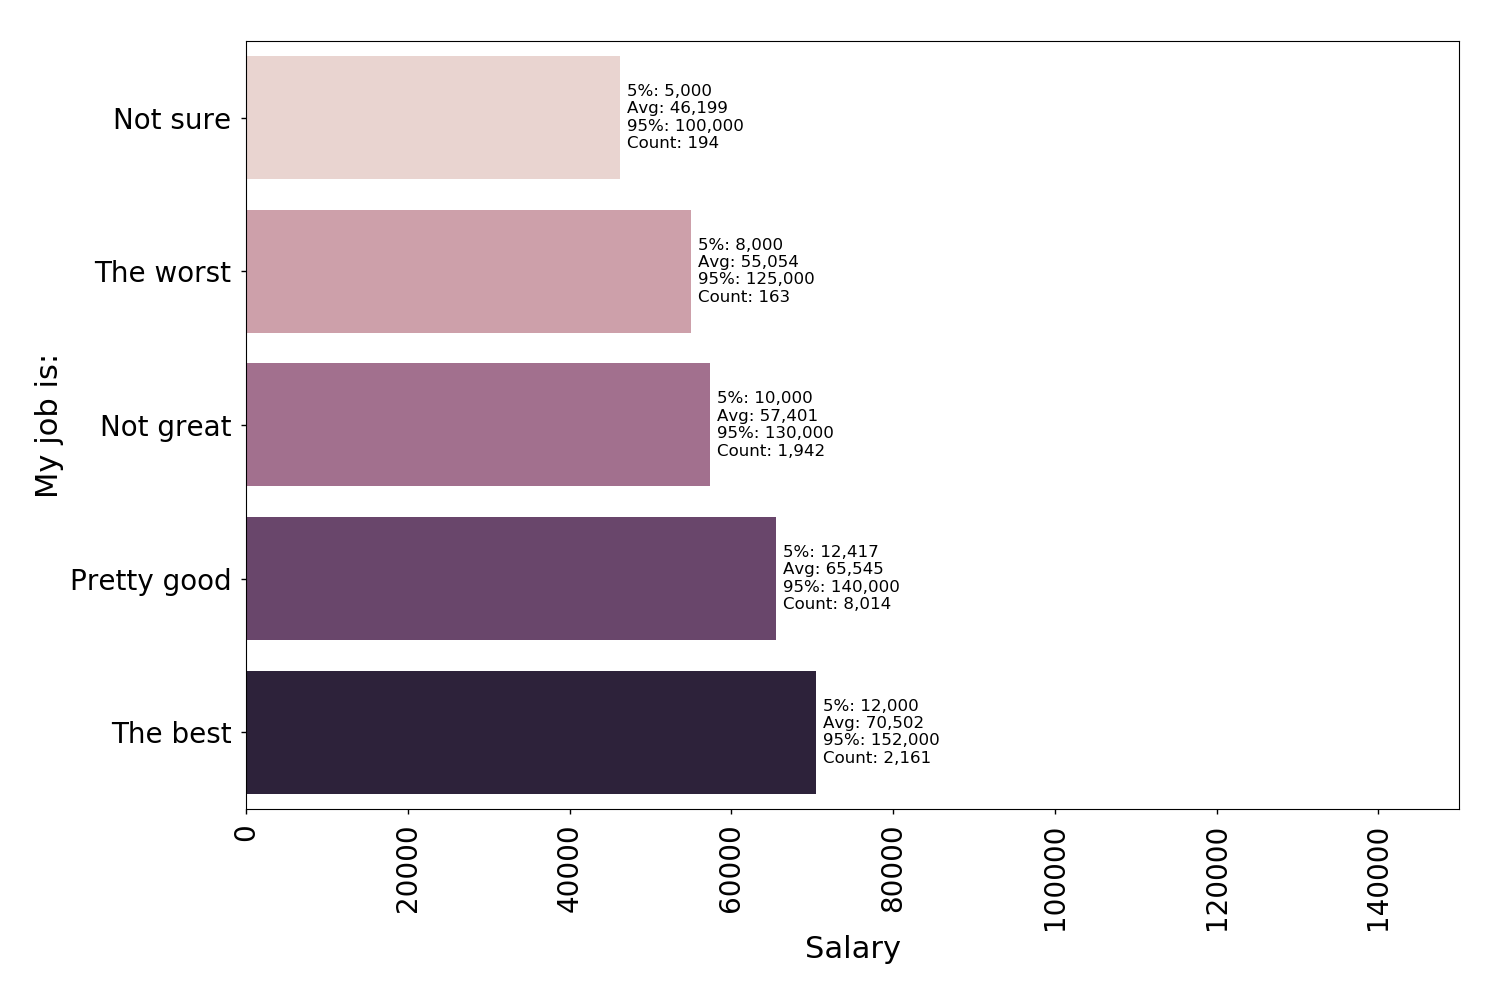 My job is:
Not sure
5%: 5,000
Avg: 46,199
95%: 100,000
Count: 194
The worst
5%: 8,000
Avg: 55,054
95%: 125,000
Count: 163
Not great
5%: 10,000
Avg: 57,401
95%: 130,000
Count: 1,942
Pretty good
5%: 12,417
Avg: 65,545
95%: 140,000
Count: 8,014
The best
5%: 12,000
Avg: 70,502
95%: 152,000
Count: 2,161
0
20000
40000
60000
80000
100000
120000
140000
Salary